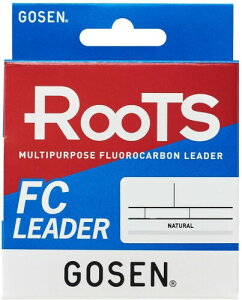 GOSEN®
RooTS
MULTIPURPOSE FLUOROCARBON LEADER
FC
LEADER
NATURAL
GOSEN®